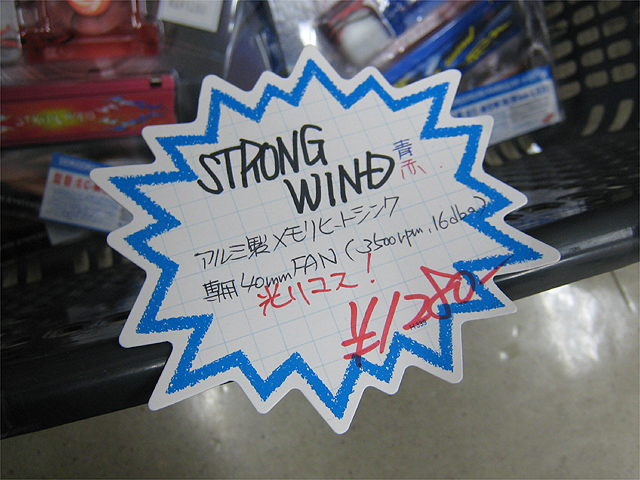 STRONG
WIND
青
赤
アルミ製メモリヒートシンク
専用40mmFAN(3500rpm,16dba)
光リコス!
¥1280-